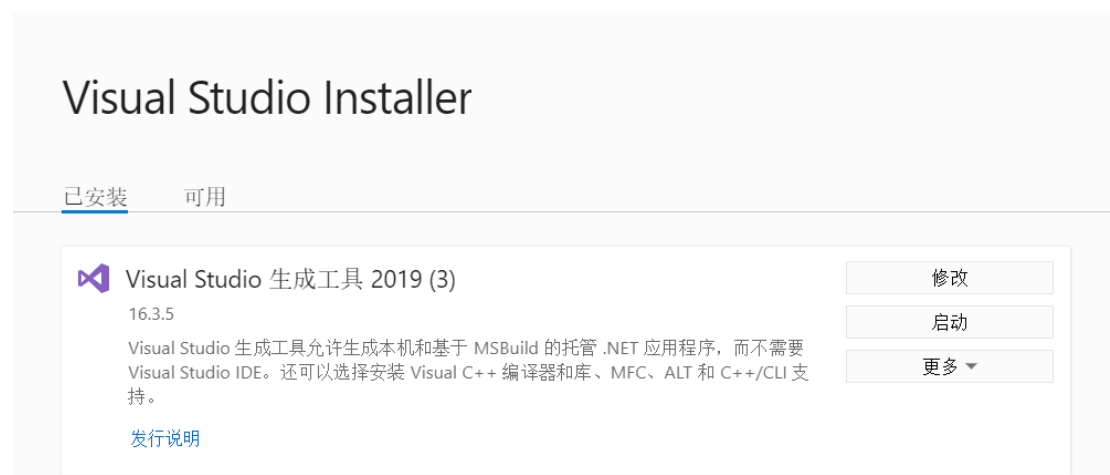 Visual Studio Installer
已安装 可用
Visual Studio 生成工具 2019 (3)
修改
16.3.5
启动
Visual Studio 生成工具允许生成本机和基于 MSBuild 的托管 .NET 应用程序，而不需要
Visual Studio IDE。还可以选择安装 Visual C++ 编译器和库、MFC、ALT 和 C++/CLI 支
持。
更多
发行说明